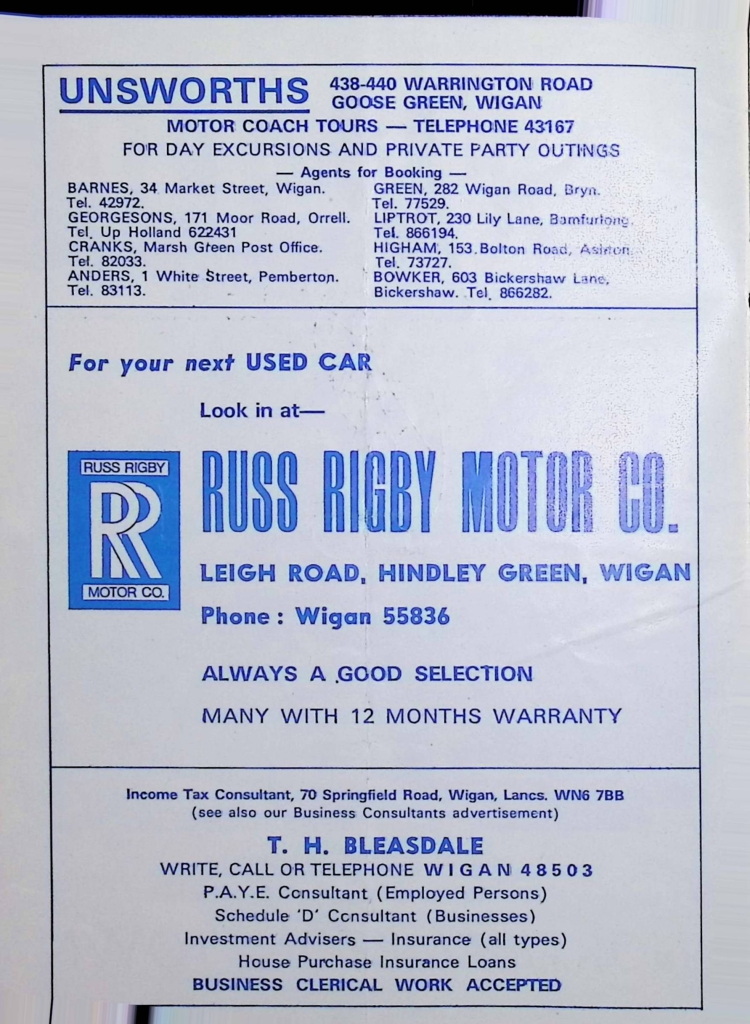 UNSWORTHS
438-440 WARRINGTON ROAD
GOOSE GREEN, WIGAN
MOTOR COACH TOURS — TELEPHONE 43167
FOR DAY EXCURSIONS AND PRIVATE PARTY OUTINGS
— Agents for Booking —
BARNES, 34 Market Street, Wigan.
Tel. 42972.
GEORGESONS, 171 Moor Road, Orrell.
Tel. Up Holland 622431
CRANKS, Marsh Green Post Office.
Tel. 82033.
ANDERS, 1 White Street, Pemberton.
Tel. 83113.
GREEN, 282 Wigan Road, Bryn.
Tel. 77529.
LIPTROT, 230 Lily Lane, Bamfurlong.
Tel. 866194.
HIGHAM, 153 Bolton Road, Ashton.
Tel. 73727.
BOWKER, 603 Bickershaw Lane,
Bickershaw. Tel. 866282.
For your next USED CAR
Look in at—
RUSS RIGBY
RR
MOTOR CO.
RUSS RIGBY MOTOR CO.
LEIGH ROAD, HINDLEY GREEN, WIGAN
Phone : Wigan 55836
ALWAYS A GOOD SELECTION
MANY WITH 12 MONTHS WARRANTY
Income Tax Consultant, 70 Springfield Road, Wigan, Lancs. WN6 7BB
(see also our Business Consultants advertisement)
T. H. BLEASDALE
WRITE, CALL OR TELEPHONE WIGAN 48503
P.A.Y.E. Consultant (Employed Persons)
Schedule 'D' Consultant (Businesses)
Investment Advisers — Insurance (all types)
House Purchase Insurance Loans
BUSINESS CLERICAL WORK ACCEPTED